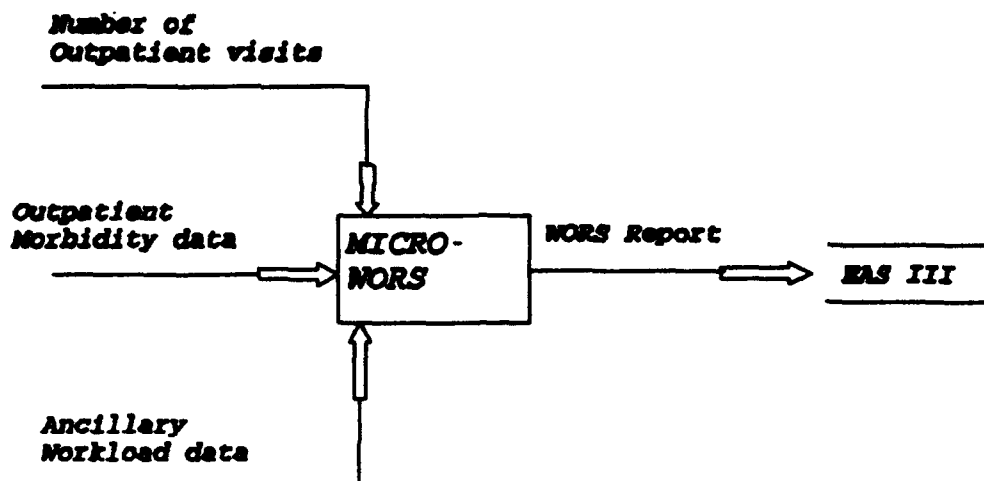 Number of
Outpatient visits
Outpatient
Morbidity data
MICRO-
WORS
WORS Report
EAS III
Ancillary
Workload data